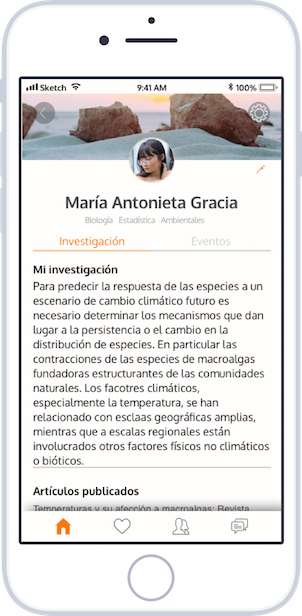 Sketch 9:41 AM 100%
María Antonieta Gracia
Biología Estadística Ambientales
Investigación Eventos
Mi investigación
Para predecir la respuesta de las especies a un
escenario de cambio climático futuro es
necesario determinar los mecanismos que dan
lugar a la persistencia o el cambio en la
distribución de especies. En particular las
contracciones de las especies de macroalgas
fundadoras estructurantes de las comunidades
naturales. Los facotres climáticos,
especialmente la temperatura, se han
relacionado con esclaas geográficas amplias,
mientras que a escalas regionales están
involucrados otros factores físicos no climáticos
o bióticos.
Artículos publicados
Temperaturas y su afección a macroalgas: Revista